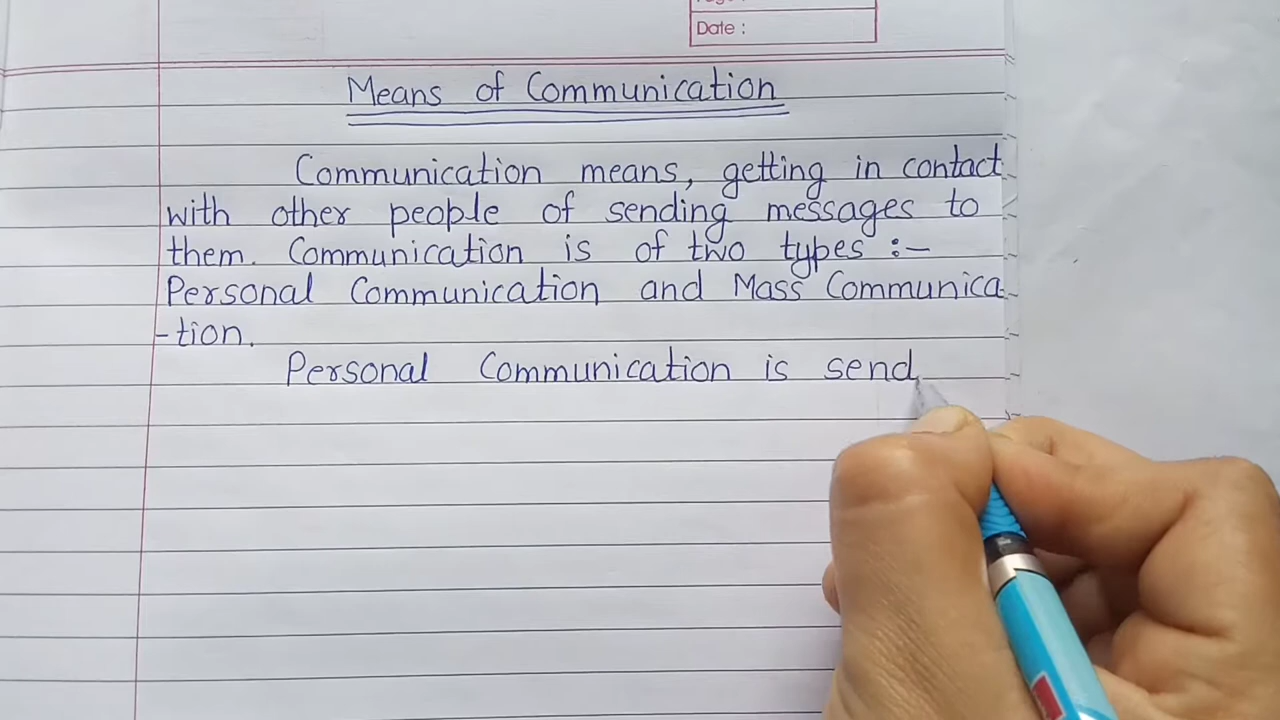 Date :
Means of Communication
Communication means, getting in contact
with other people of sending messages to
them. Communication is of two types :-
Personal Communication and Mass Communica
-tion.
Personal Communication is send